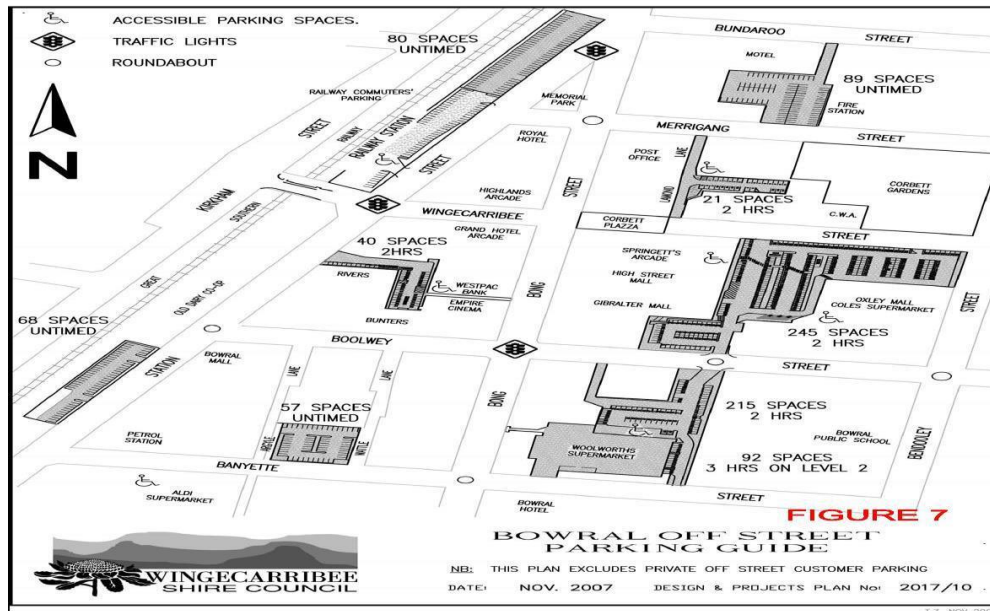 ACCESSIBLE PARKING SPACES.
TRAFFIC LIGHTS
ROUNDABOUT
N
80 SPACES
UNTIMED
RAILWAY COMMUTERS'
PARKING
STREET
RAILWAY
RAILWAY STATION
STREET
KIRKHAM
GREAT
SOUTHERN
MEMORIAL
PARK
ROYAL
HOTEL
HIGHLANDS
ARCADE
STREET
WINGECARRIBEE
STREET
BUNDAROO
STREET
MOTEL
89 SPACES
UNTIMED
FIRE
STATION
MERRIGANG
STREET
POST
OFFICE
LANE
21 SPACES
2 HRS
CORBETT
GARDENS
C.W.A.
CORBETT
PLAZZA
GRAND HOTEL
ARCADE
40 SPACES
2HRS
RIVERS
WESTPAC
BANK
EMPIRE
CINEMA
BUNTERS
BONG
SPRINGETT'S
ARCADE
HIGH STREET
MALL
GIBRALTER MALL
OXLEY MALL
COLES SUPERMARKET
STREET
245 SPACES
2 HRS
68 SPACES
UNTIMED
OLD DAIRY CO-OP
STATION
BOOLWEY
STREET
BOWRAL
MALL
LANE
LANE
57 SPACES
UNTIMED
ARGYLE
WATTLE
BONG
PETROL
STATION
BANYETTE
STREET
ALDI
SUPERMARKET
WOOLWORTHS
SUPERMARKET
215 SPACES
2 HRS
BOWRAL
PUBLIC SCHOOL
BENDOOLEY
92 SPACES
3 HRS ON LEVEL 2
BOWRAL
HOTEL
FIGURE 7
BOWRAL OFF STREET
PARKING GUIDE
NB: THIS PLAN EXCLUDES PRIVATE OFF STREET CUSTOMER PARKING
DATE: NOV. 2007 DESIGN & PROJECTS PLAN No: 2017/10 .
WINGECARRIBEE
SHIRE COUNCIL